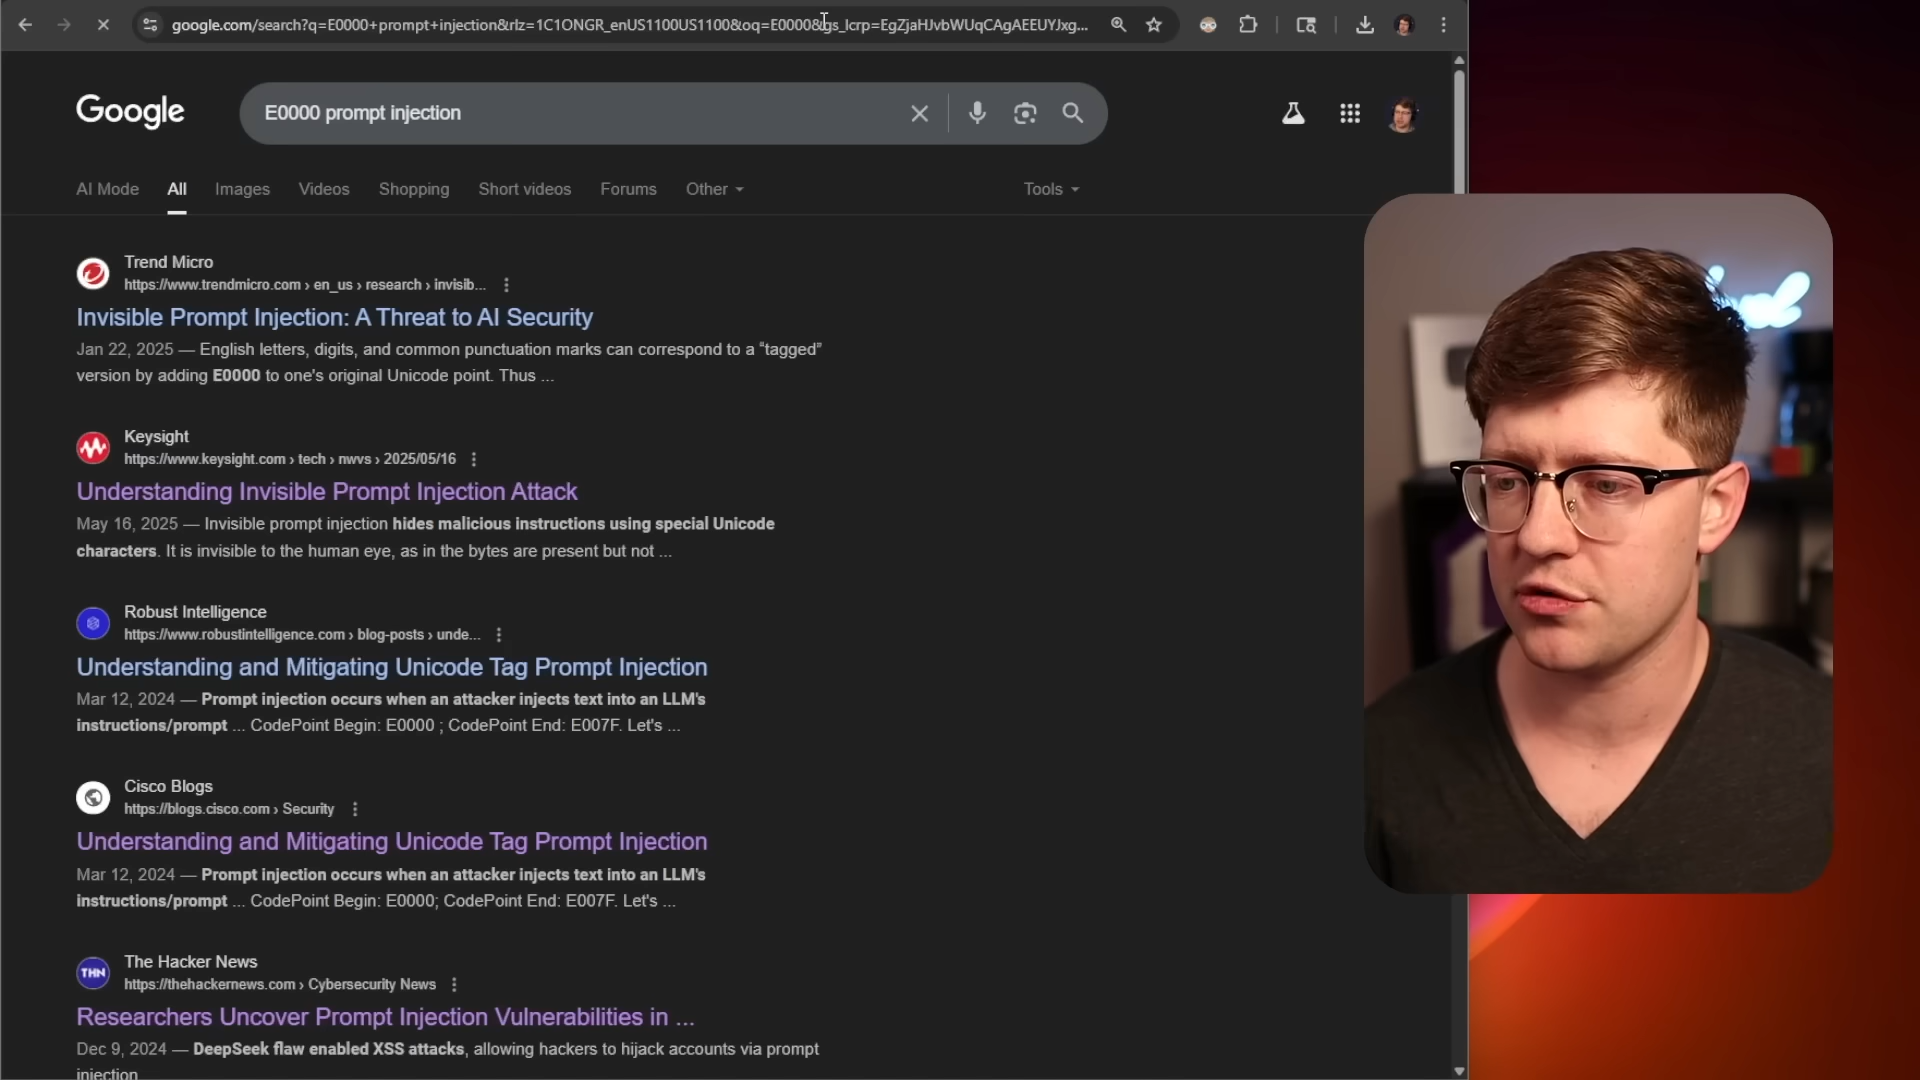 google.com/search?q=E0000+prompt+injection&rlz=1C1ONGR_enUS1100US1100&oq=E0000&gs_lcrp=EgZjaHJvbWUqCAgAEEUYJxg...
Google
E0000 prompt injection
AI Mode
All
Images
Videos
Shopping
Short videos
Forums
Other
Tools
Trend Micro
https://www.trendmicro.com › en_us › research › invisib...
Invisible Prompt Injection: A Threat to AI Security
Jan 22, 2025 — English letters, digits, and common punctuation marks can correspond to a “tagged”
version by adding E0000 to one's original Unicode point. Thus ...
Keysight
https://www.keysight.com › tech › nwvs › 2025/05/16
Understanding Invisible Prompt Injection Attack
May 16, 2025 — Invisible prompt injection hides malicious instructions using special Unicode
characters. It is invisible to the human eye, as in the bytes are present but not ...
Robust Intelligence
https://www.robustintelligence.com › blog-posts › unde...
Understanding and Mitigating Unicode Tag Prompt Injection
Mar 12, 2024 — Prompt injection occurs when an attacker injects text into an LLM's
instructions/prompt ... CodePoint Begin: E0000 ; CodePoint End: E007F. Let's ...
Cisco Blogs
https://blogs.cisco.com › Security
Understanding and Mitigating Unicode Tag Prompt Injection
Mar 12, 2024 — Prompt injection occurs when an attacker injects text into an LLM's
instructions/prompt ... CodePoint Begin: E0000; CodePoint End: E007F. Let's ...
THN
The Hacker News
https://thehackernews.com › Cybersecurity News
Researchers Uncover Prompt Injection Vulnerabilities in ...
Dec 9, 2024 — DeepSeek flaw enabled XSS attacks, allowing hackers to hijack accounts via prompt
injection